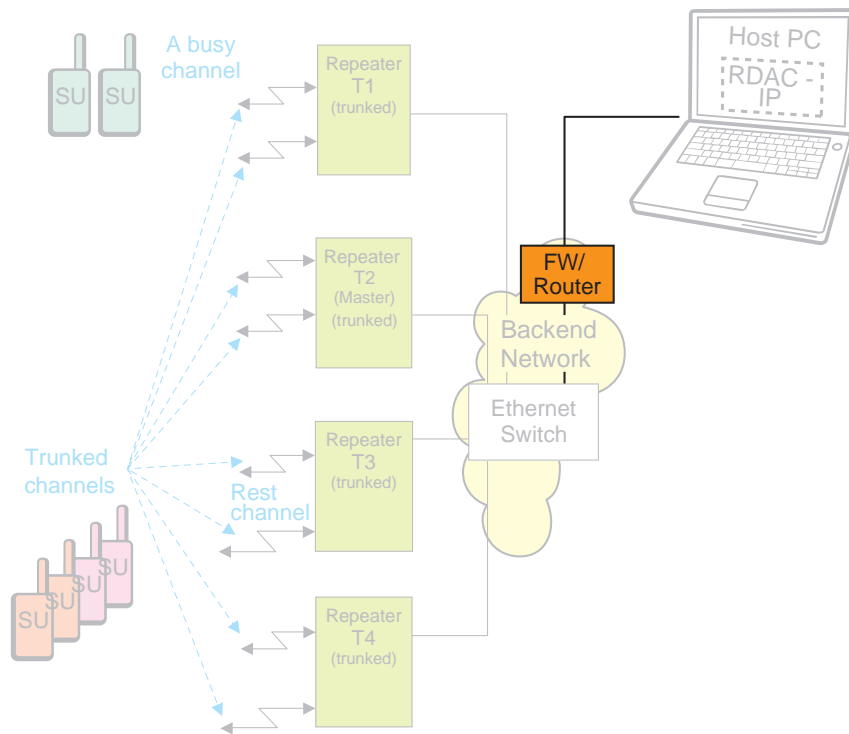 A busy
channel
SU
SU
Repeater
T1
(trunked)
Host PC
RDAC -
IP
Repeater
T2
(Master)
(trunked)
FW/
Router
Backend
Network
Ethernet
Switch
Repeater
T3
(trunked)
Trunked
channels
Rest
channel
SU
SU
SU
SU
Repeater
T4
(trunked)